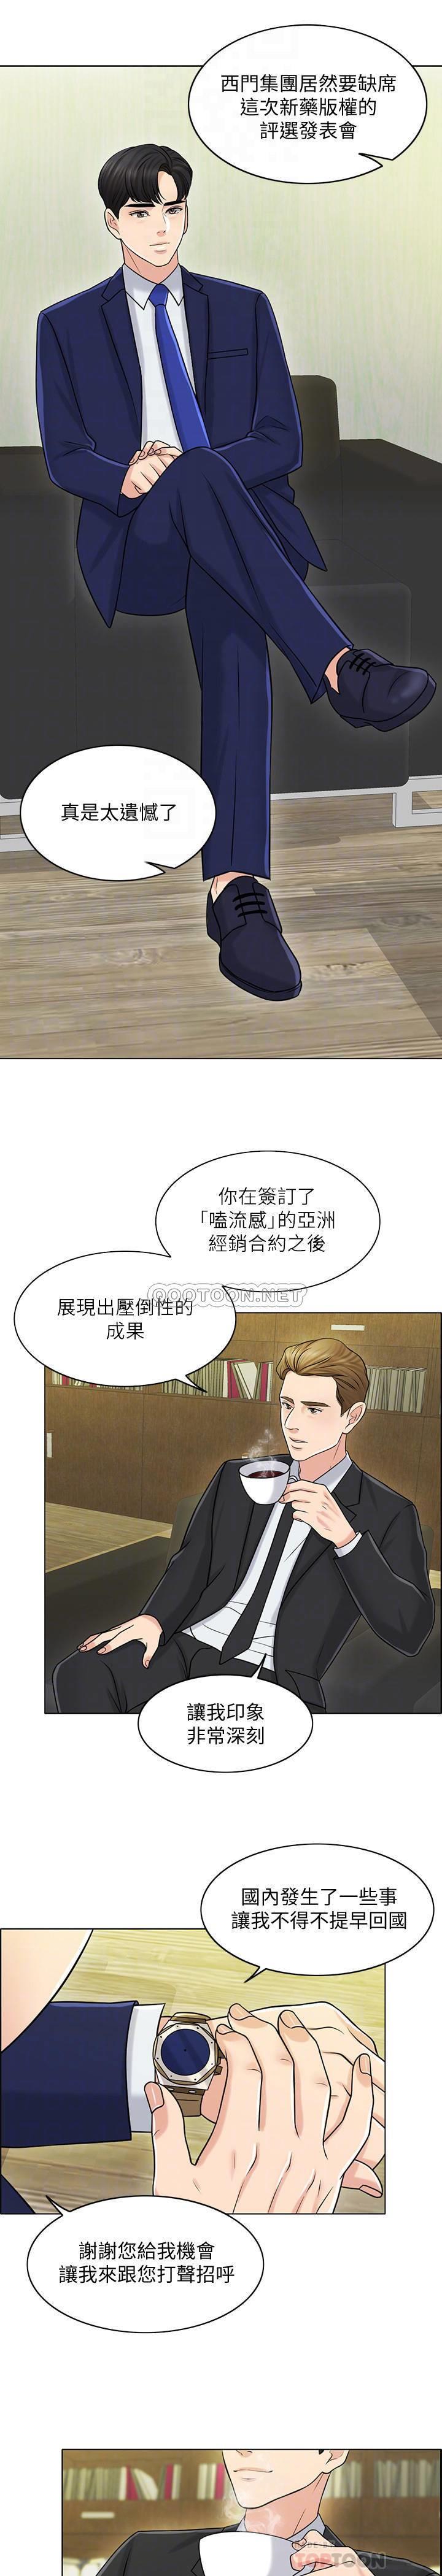 西門集團居然要缺席
這次新藥版權的
評選發表會
真是太遺憾了
你在簽訂了
「嗑流感」的亞洲
經銷合約之後
展現出壓倒性的
成果
讓我印象
非常深刻
國內發生了一些事
讓我不得不提早回國
謝謝您給我機會
讓我來跟您打聲招呼
TOPTOON